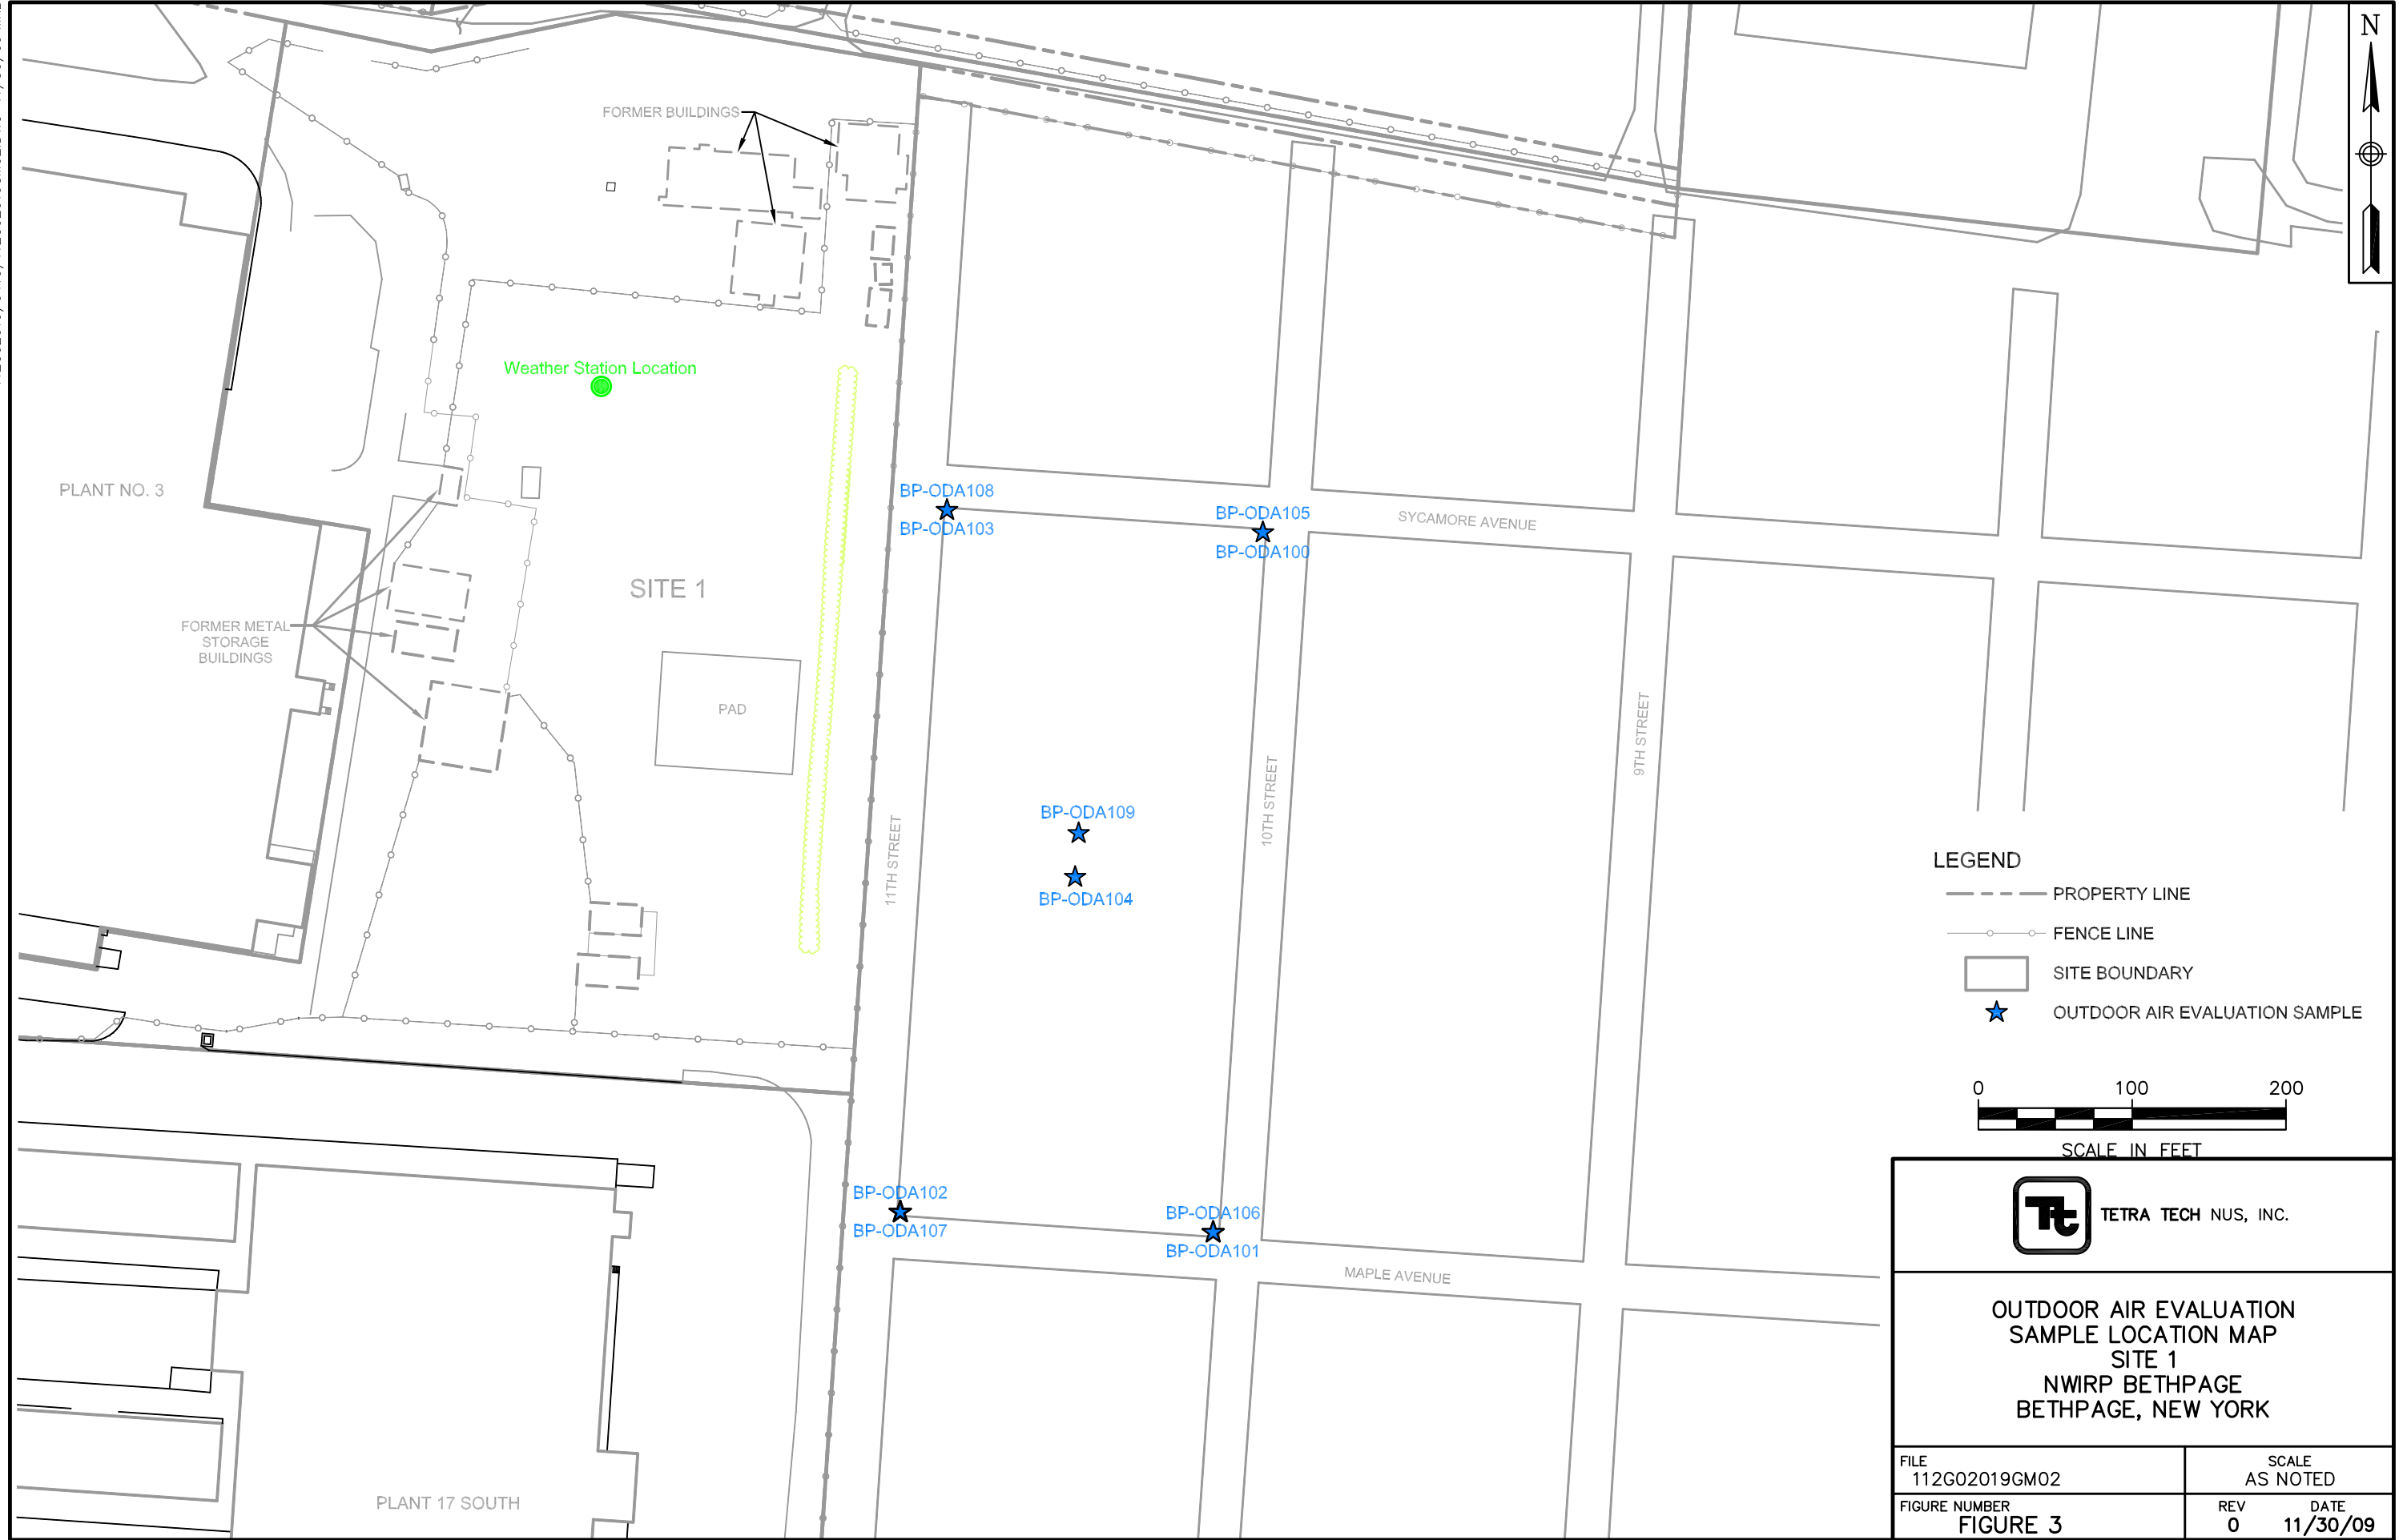 N
FORMER BUILDINGS
Weather Station Location
PLANT NO. 3
BP-ODA108
BP-ODA103
BP-ODA105
BP-ODA100
SYCAMORE AVENUE
SITE 1
FORMER METAL
STORAGE
BUILDINGS
PAD
9TH STREET
10TH STREET
11TH STREET
BP-ODA109
BP-ODA104
LEGEND
PROPERTY LINE
FENCE LINE
SITE BOUNDARY
OUTDOOR AIR EVALUATION SAMPLE
0 100 200
SCALE IN FEET
BP-ODA102
BP-ODA107
BP-ODA106
BP-ODA101
MAPLE AVENUE
PLANT 17 SOUTH
Tt TETRA TECH NUS, INC.
OUTDOOR AIR EVALUATION
SAMPLE LOCATION MAP
SITE 1
NWIRP BETHPAGE
BETHPAGE, NEW YORK
FILE
112G02019GM02
SCALE
AS NOTED
FIGURE NUMBER
FIGURE 3
REV
0
DATE
11/30/09